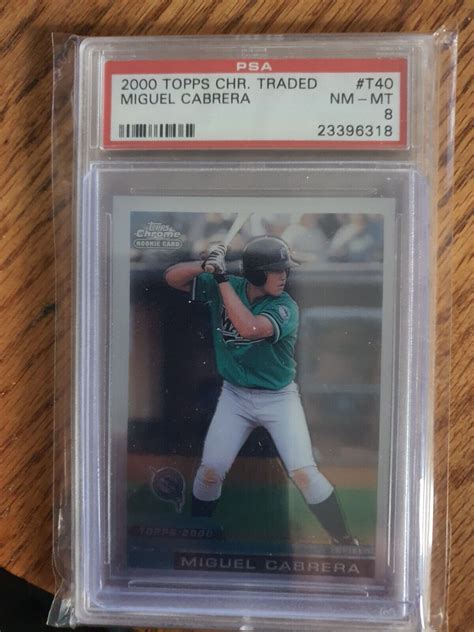 PSA
2000 TOPPS CHR. TRADED #T40
MIGUEL CABRERA NM - MT
8
23396318
Topps
Chrome
ROOKIE CARD
TOPPS 2000
INFIELD
MIGUEL CABRERA